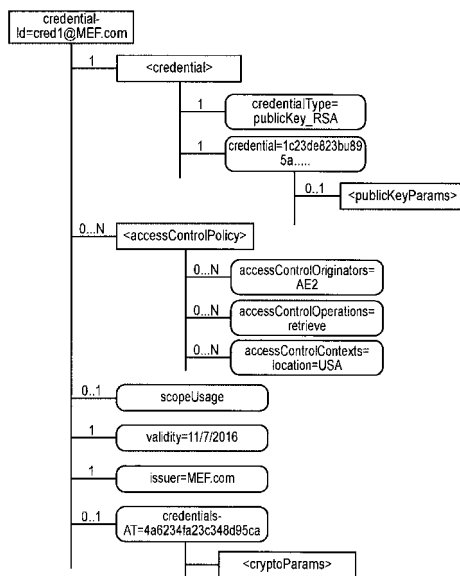 credential-
Id=cred1@MEF.com
1
<credential>
1
credentialType=
publicKey_RSA
1
credential=1c23de823bu89
5a.....
0..1
<publicKeyParams>
0...N
<accessControlPolicy>
0...N
accessControlOriginators=
AE2
0...N
accessControlOperations=
retrieve
0...N
accessControlContexts=
location=USA
0..1
scopeUsage
1
validity=11/7/2016
1
issuer=MEF.com
0..1
credentials-
AT=4a6234fa23c348d95ca
<cryptoParams>